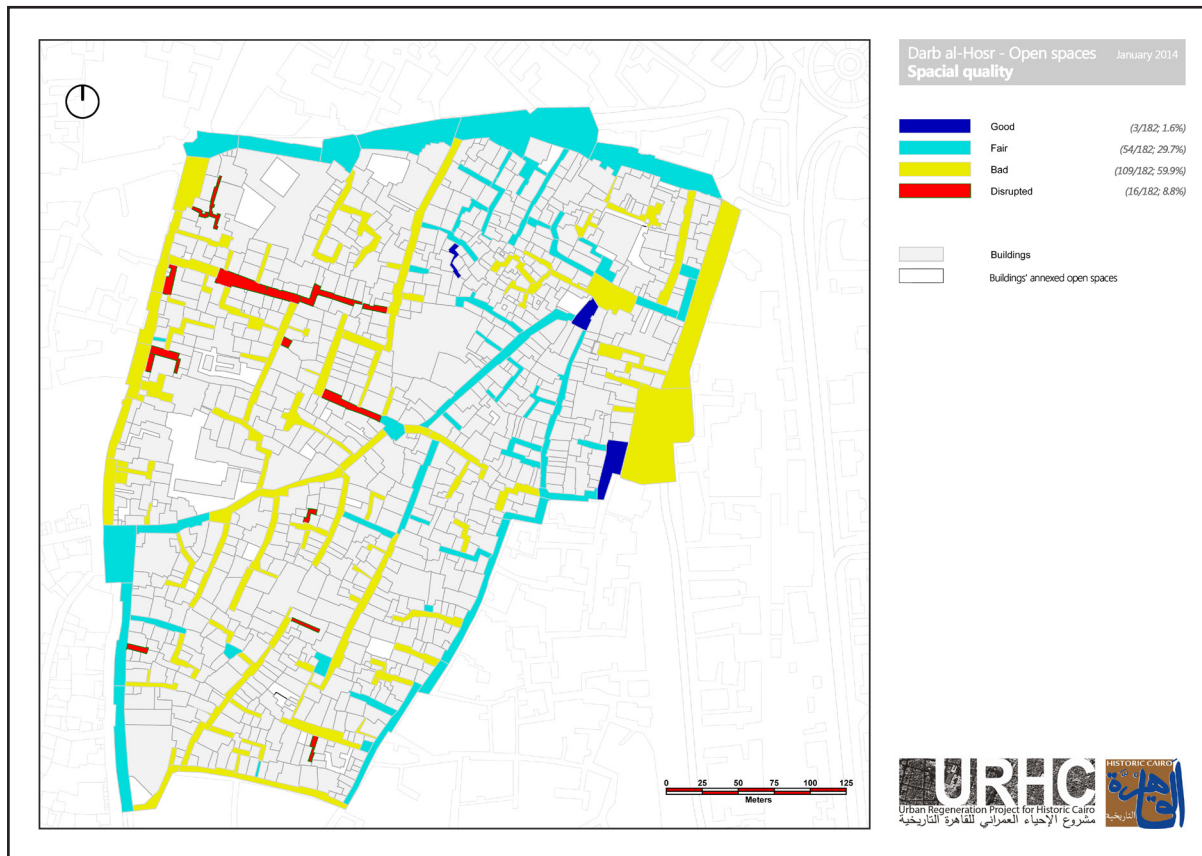 Darb al-Hosr - Open spaces January 2014
Spacial quality
Good (3/182; 1.6%)
Fair (54/182; 29.7%)
Bad (109/182; 59.9%)
Disrupted (16/182; 8.8%)
Buildings
Buildings' annexed open spaces
0 25 50 75 100 125
Meters
URHC
Urban Regeneration Project for Historic Cairo
مشروع الإحياء العمراني للقاهرة التاريخية
HISTORIC CAIRO
القاهرة
التاريخية